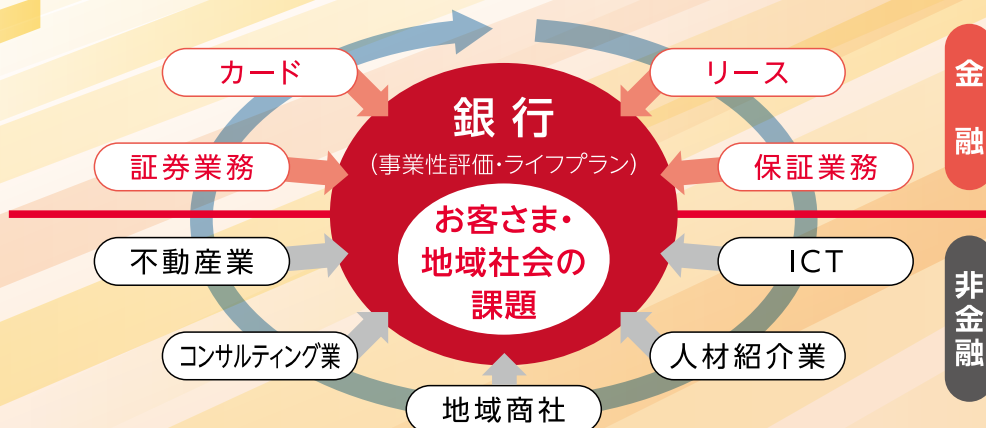 カード
リース
金融
銀行
(事業性評価・ライフプラン)
証券業務
保証業務
お客さま・
地域社会の
課題
不動産業
ICT
非金融
コンサルティング業
人材紹介業
地域商社